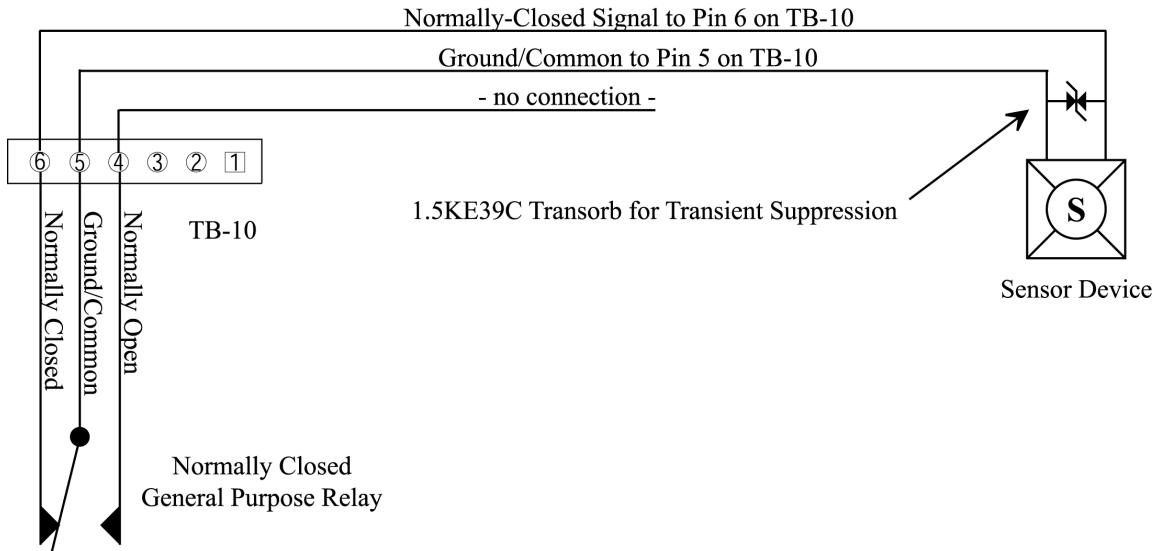 Normally-Closed Signal to Pin 6 on TB-10
Ground/Common to Pin 5 on TB-10
- no connection -
6 5 4 3 2 1
TB-10
1.5KE39C Transorb for Transient Suppression
S
Sensor Device
Normally Closed
Ground/Common
Normally Open
Normally Closed
General Purpose Relay